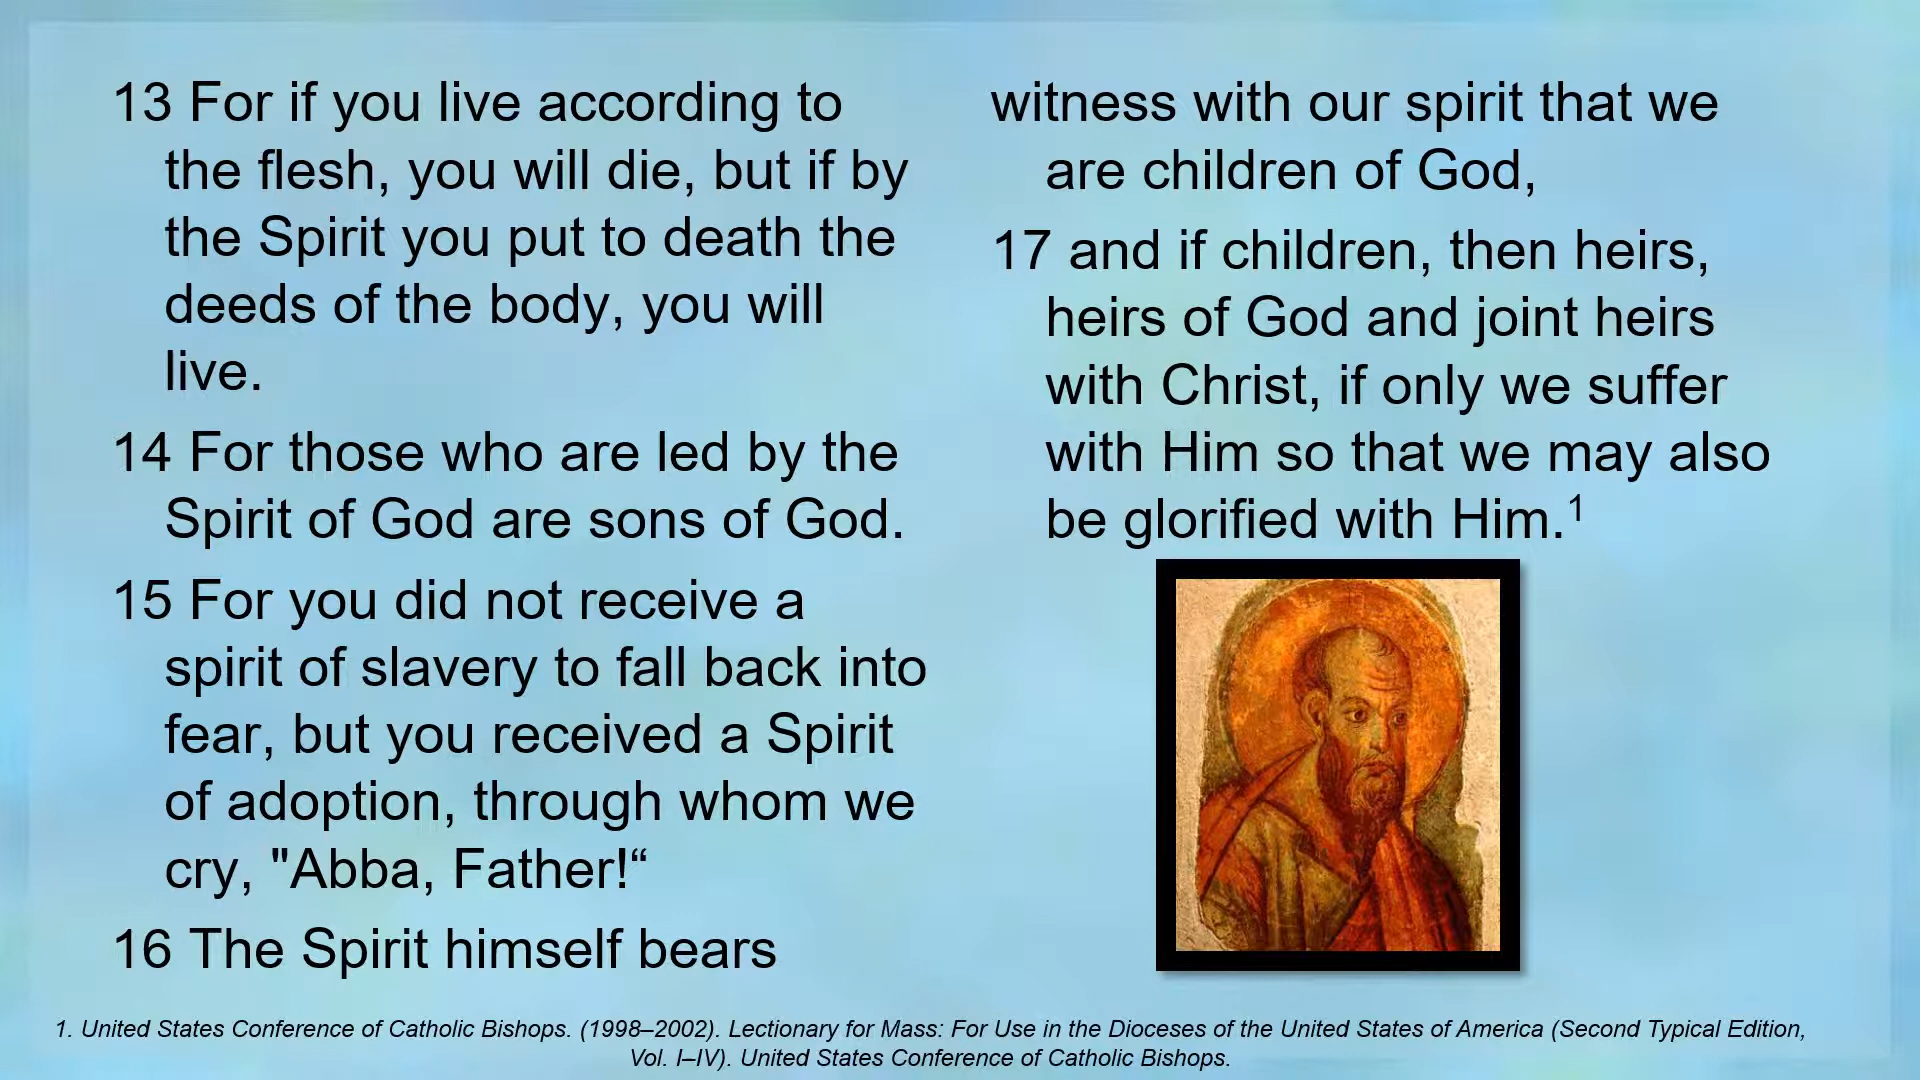 13 For if you live according to
the flesh, you will die, but if by
the Spirit you put to death the
deeds of the body, you will
live.
14 For those who are led by the
Spirit of God are sons of God.
15 For you did not receive a
spirit of slavery to fall back into
fear, but you received a Spirit
of adoption, through whom we
cry, "Abba, Father!“
16 The Spirit himself bears
witness with our spirit that we
are children of God,
17 and if children, then heirs,
heirs of God and joint heirs
with Christ, if only we suffer
with Him so that we may also
be glorified with Him.¹
1. United States Conference of Catholic Bishops. (1998–2002). Lectionary for Mass: For Use in the Dioceses of the United States of America (Second Typical Edition,
Vol. I–IV). United States Conference of Catholic Bishops.